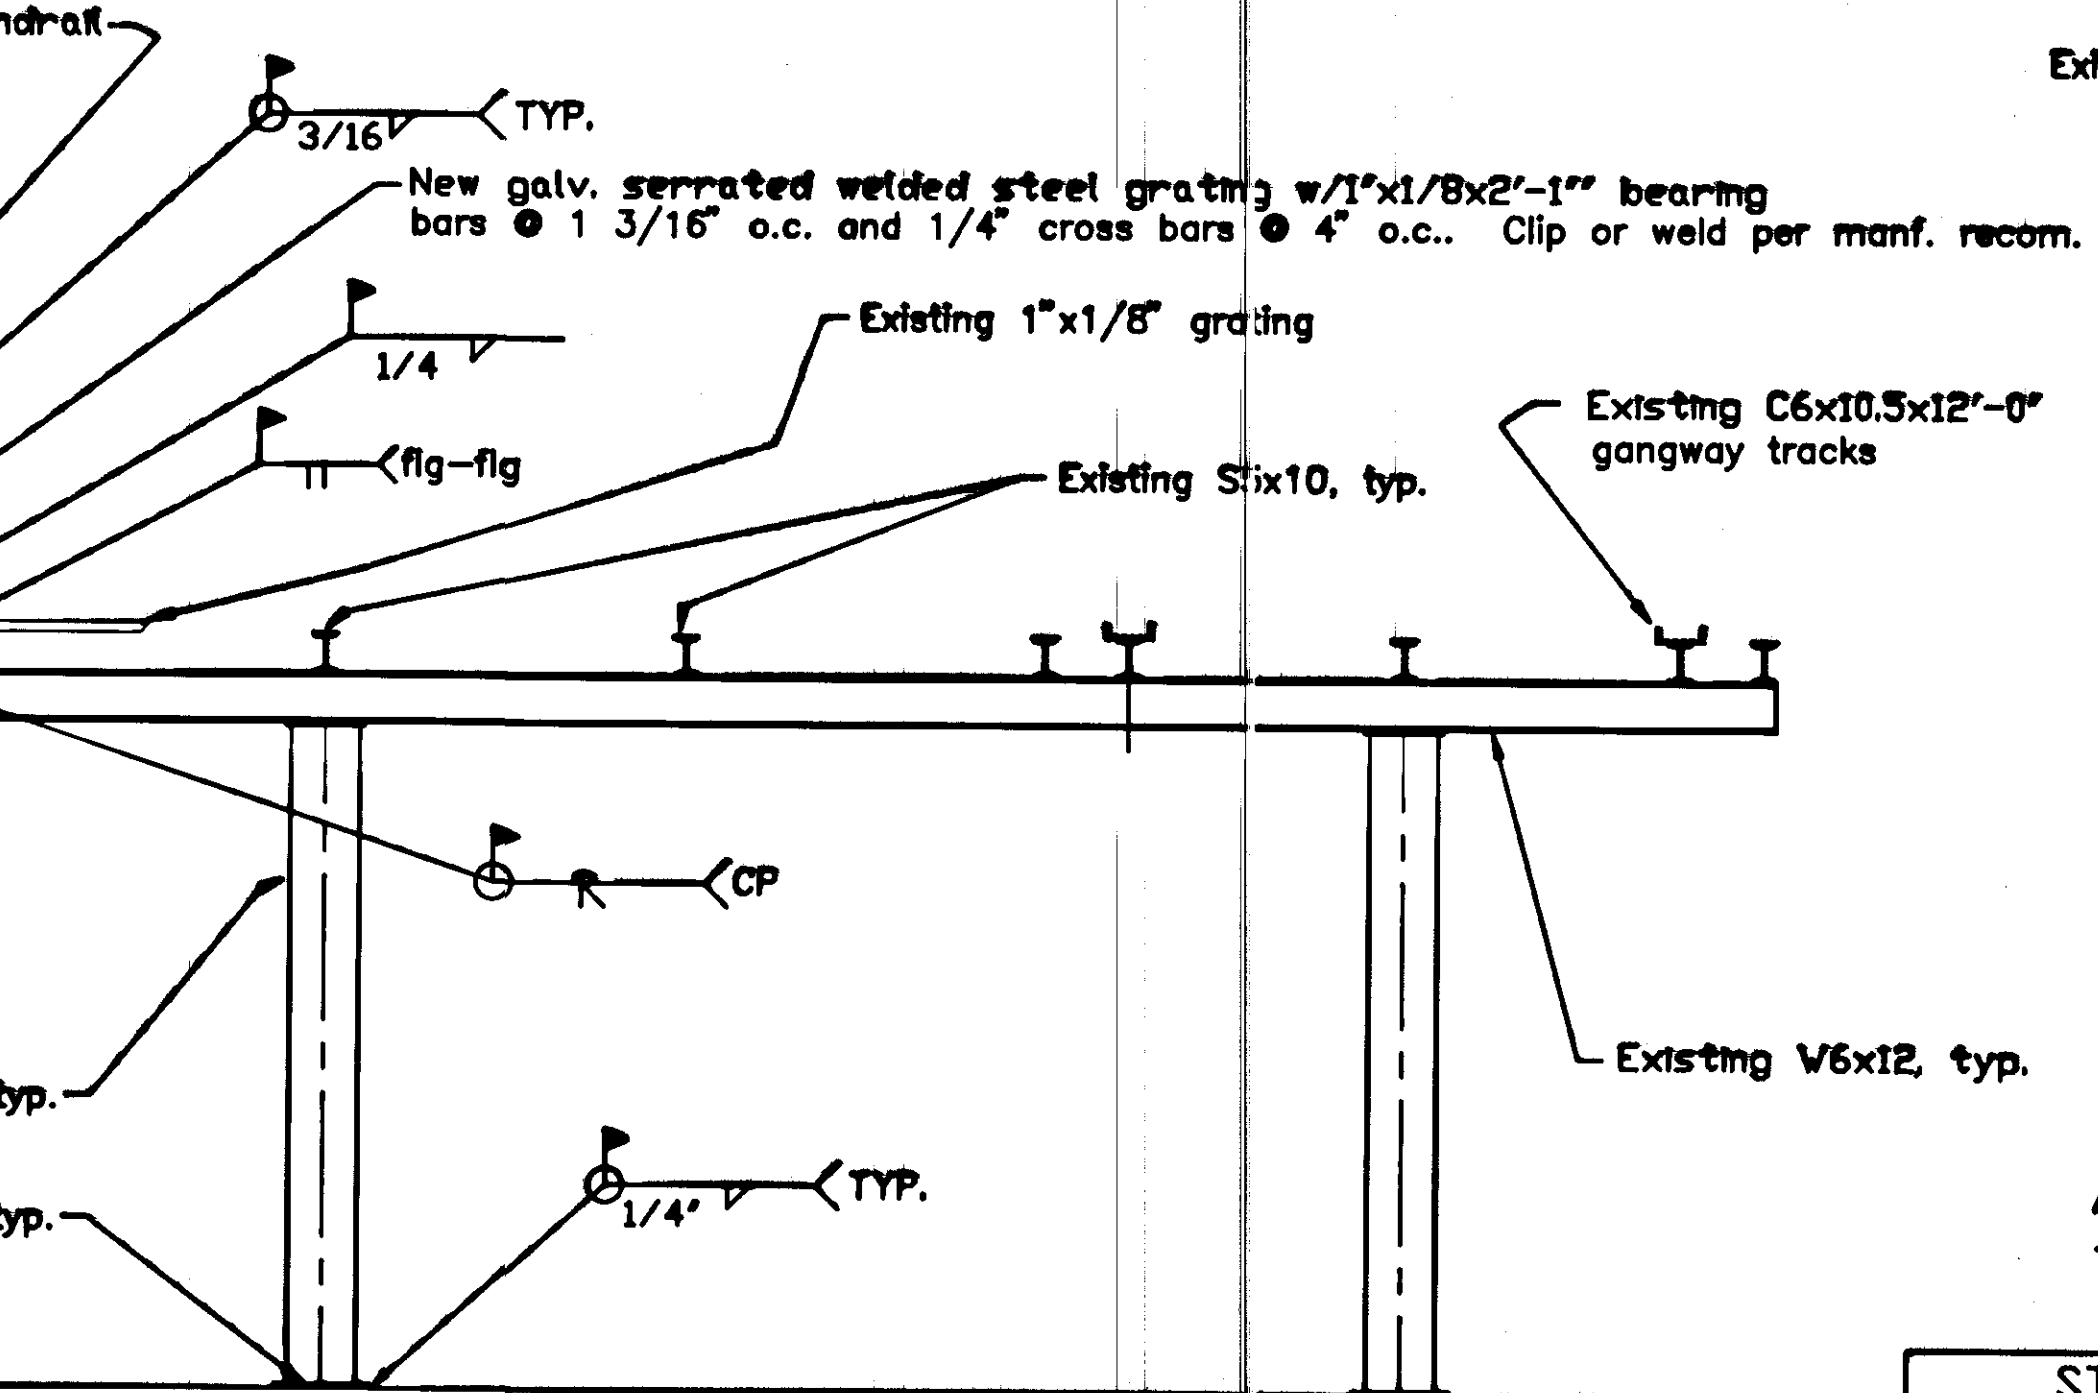 ndrail
Ext
TYP.
3/16
New galv. serrated welded steel grating w/1"x1/8x2'-1"" bearing
bars @ 1 3/16" o.c. and 1/4" cross bars @ 4" o.c.. Clip or weld per manf. recom.
Existing 1"x1/8" grating
1/4
Existing C6x10.5x12'-0"
gangway tracks
flg-flg
Existing S5x10, typ.
CP
Existing W6x12, typ.
typ.
TYP.
1/4"
typ.
ST